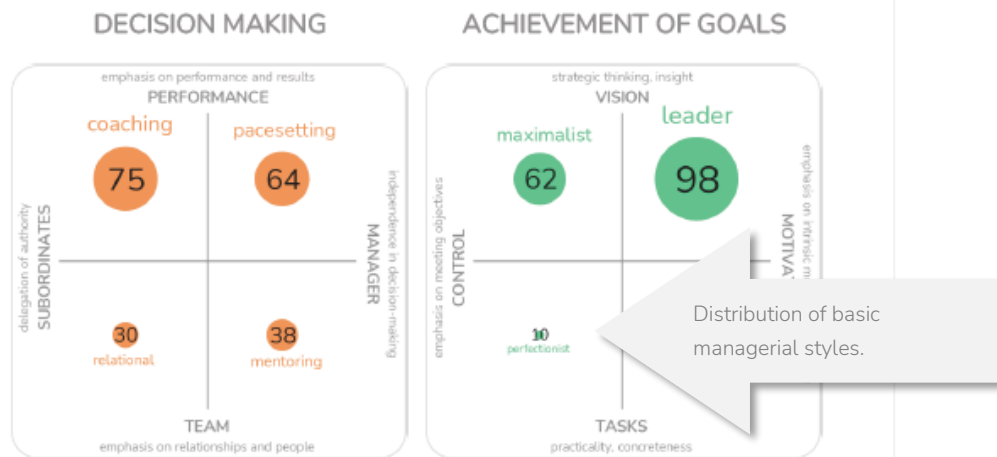 DECISION MAKING
emphasis on performance and results
PERFORMANCE
coaching
pacesetting
75
64
delegation of authority
SUBORDINATES
MANAGER
independence in decision-making
30
38
relational
mentoring
TEAM
emphasis on relationships and people
ACHIEVEMENT OF GOALS
strategic thinking, insight
VISION
leader
maximalist
62
98
emphasis on meeting objectives
CONTROL
MOTIVA
emphasis on intrinsic
10
perfectionist
TASKS
practicality, concreteness
Distribution of basic
managerial styles.